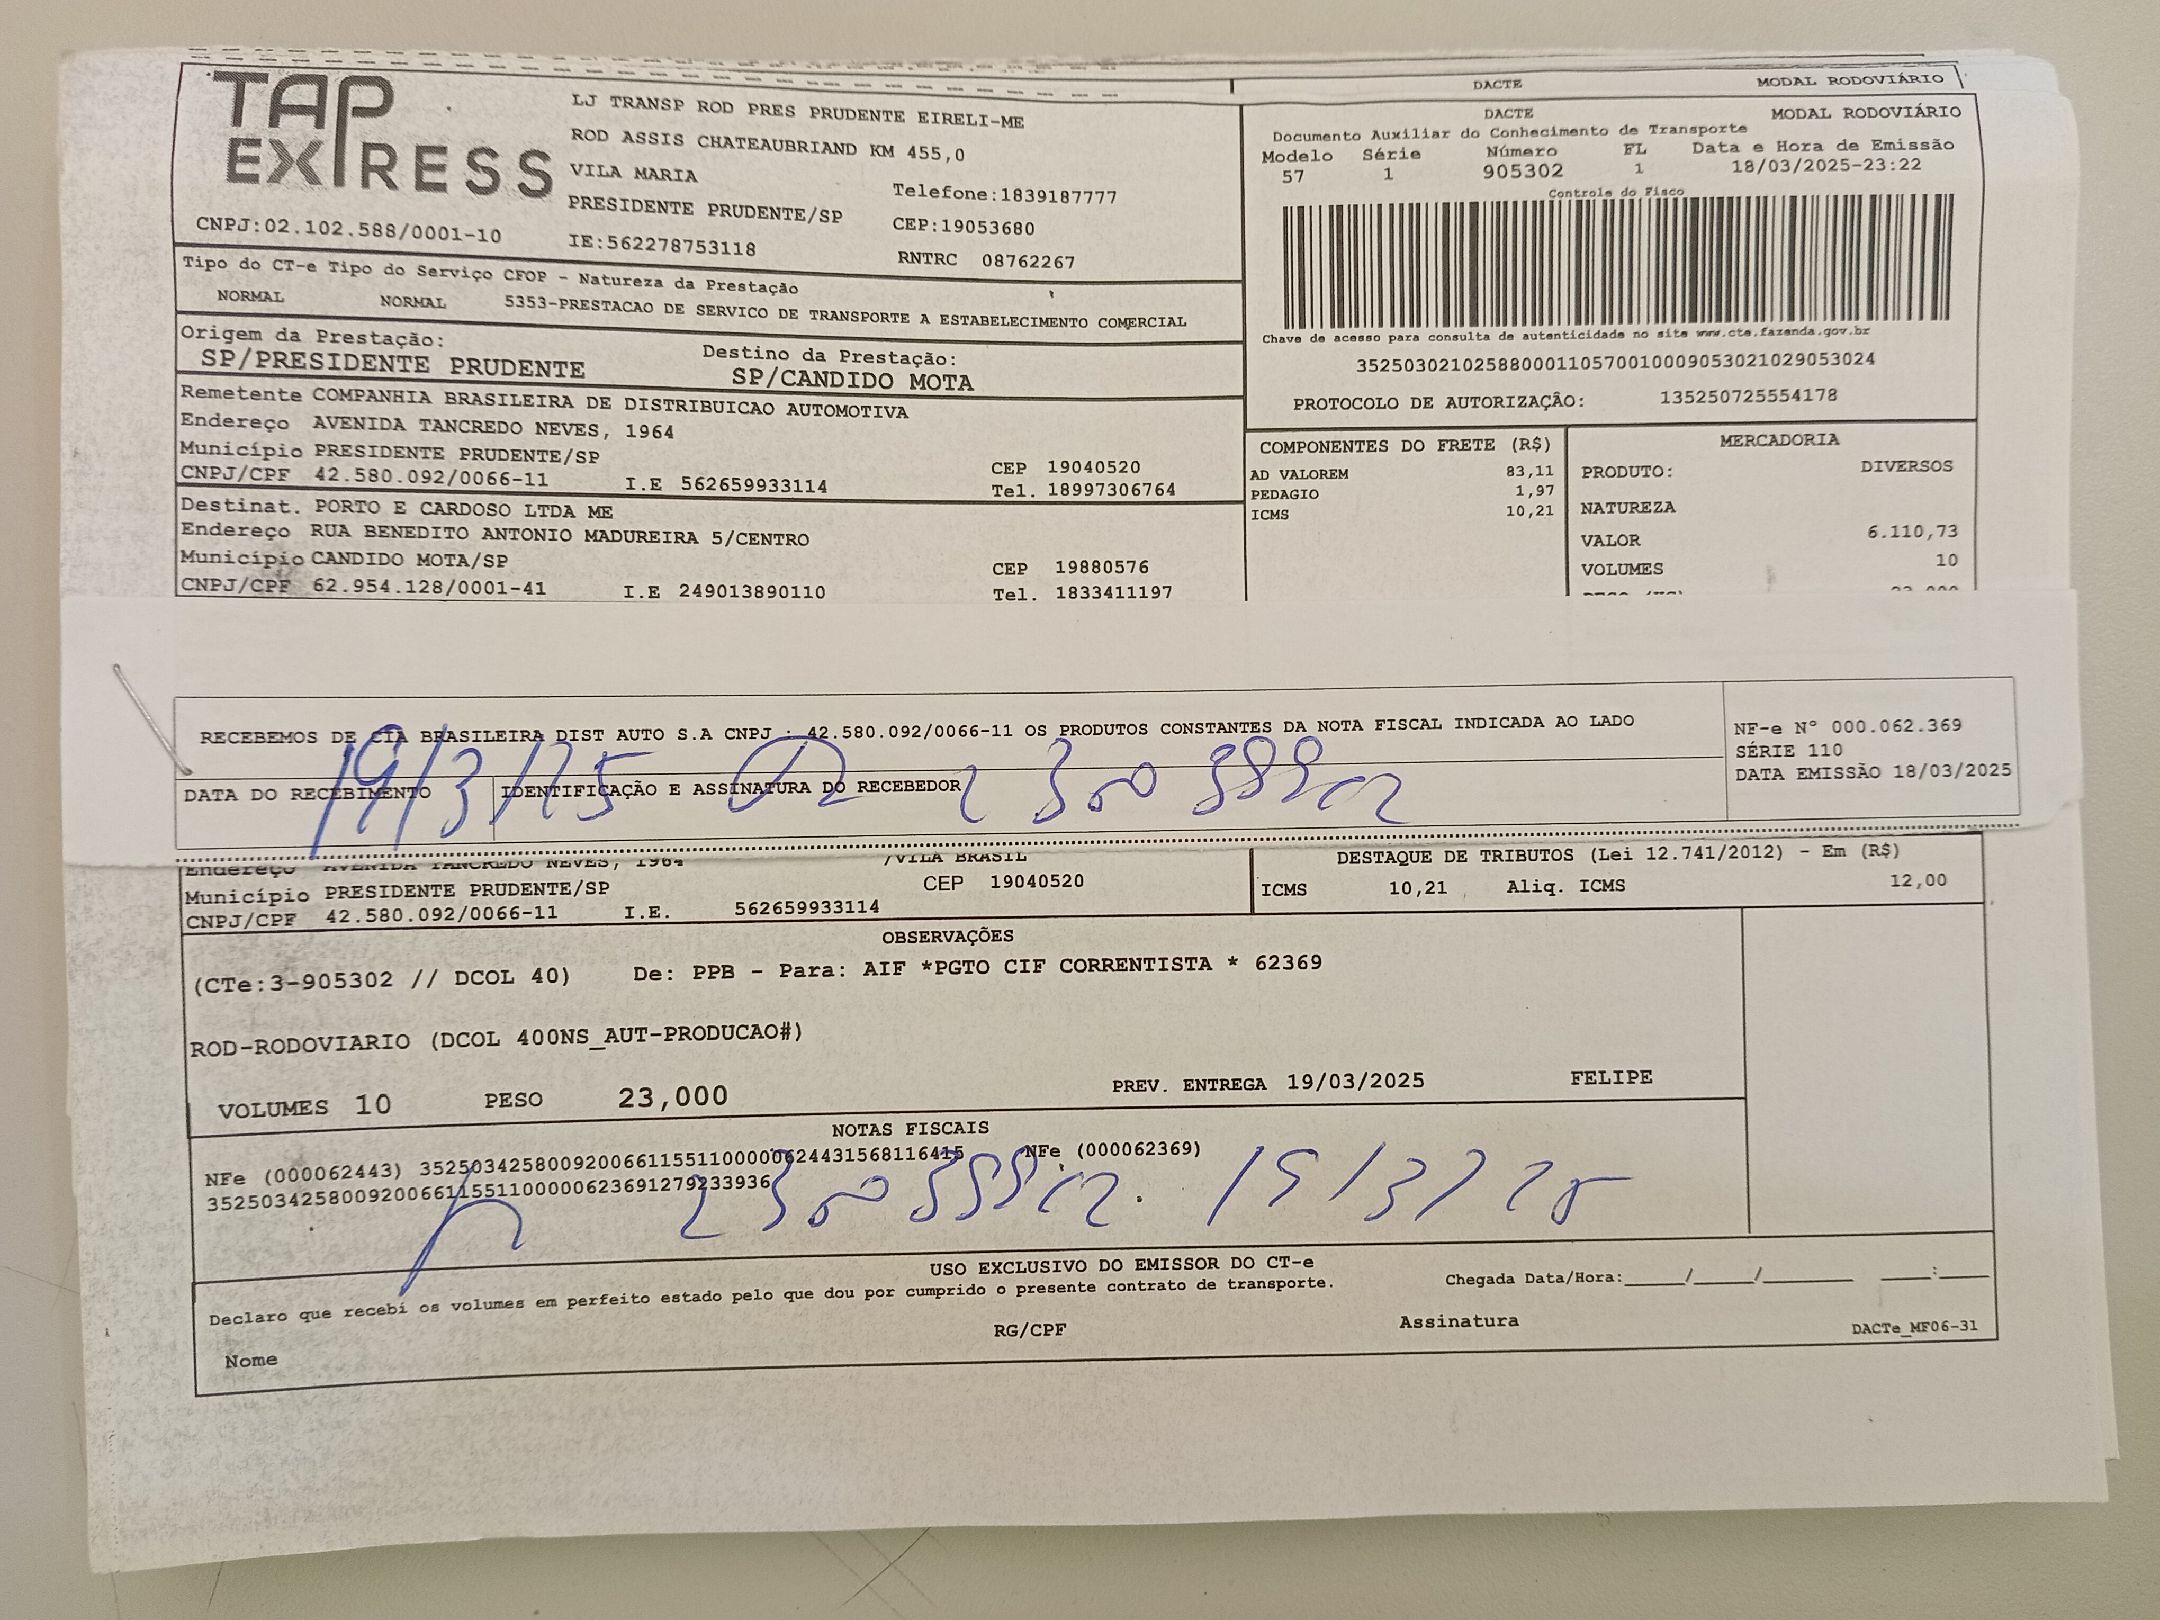 DACTE MODAL RODOVIÁRIO
TAP EXPRESS
LJ TRANSP ROD PRES PRUDENTE EIRELI-ME
ROD ASSIS CHATEAUBRIAND KM 455,0
VILA MARIA Telefone:1839187777
PRESIDENTE PRUDENTE/SP CEP:19053680
CNPJ:02.102.588/0001-10 IE:562278753118 RNTRC 08762267
DACTE MODAL RODOVIÁRIO
Documento Auxiliar do Conhecimento de Transporte
Modelo Série Número FL Data e Hora de Emissão
57 1 905302 1 18/03/2025-23:22
Controle do Fisco
Chave de acesso para consulta de autenticidade no site www.cte.fazenda.gov.br
35250302102588000110570010009053021029053024
PROTOCOLO DE AUTORIZAÇÃO: 135250725554178
Tipo do CT-e Tipo do Serviço CFOP - Natureza da Prestação
NORMAL NORMAL 5353-PRESTACAO DE SERVICO DE TRANSPORTE A ESTABELECIMENTO COMERCIAL
Origem da Prestação: Destino da Prestação:
SP/PRESIDENTE PRUDENTE SP/CANDIDO MOTA
Remetente COMPANHIA BRASILEIRA DE DISTRIBUICAO AUTOMOTIVA
Endereço AVENIDA TANCREDO NEVES, 1964
Município PRESIDENTE PRUDENTE/SP CEP 19040520
CNPJ/CPF 42.580.092/0066-11 I.E 562659933114 Tel. 18997306764
Destinat. PORTO E CARDOSO LTDA ME
Endereço RUA BENEDITO ANTONIO MADUREIRA 5/CENTRO
Município CANDIDO MOTA/SP CEP 19880576
CNPJ/CPF 62.954.128/0001-41 I.E 249013890110 Tel. 1833411197
COMPONENTES DO FRETE (R$)
AD VALOREM 83,11
PEDAGIO 1,97
ICMS 10,21
MERCADORIA
PRODUTO: DIVERSOS
NATUREZA
VALOR 6.110,73
VOLUMES 10
RECEBEMOS DE CIA BRASILEIRA DIST AUTO S.A CNPJ : 42.580.092/0066-11 OS PRODUTOS CONSTANTES DA NOTA FISCAL INDICADA AO LADO
NF-e N° 000.062.369
SÉRIE 110
DATA EMISSÃO 18/03/2025
DATA DO RECEBIMENTO IDENTIFICAÇÃO E ASSINATURA DO RECEBEDOR
19/3/25
Endereço AVENIDA TANCREDO NEVES, 1964 /VILA BRASIL
Município PRESIDENTE PRUDENTE/SP CEP 19040520
CNPJ/CPF 42.580.092/0066-11 I.E. 562659933114
DESTAQUE DE TRIBUTOS (Lei 12.741/2012) - Em (R$)
ICMS 10,21 Aliq. ICMS 12,00
OBSERVAÇÕES
(CTe:3-905302 // DCOL 40) De: PPB - Para: AIF *PGTO CIF CORRENTISTA * 62369
ROD-RODOVIARIO (DCOL 400NS_AUT-PRODUCAO#)
VOLUMES 10 PESO 23,000 PREV. ENTREGA 19/03/2025 FELIPE
NOTAS FISCAIS
NFe (000062443) 35250342580092006611551100000624431568116415 NFe (000062369)
35250342580092006611551100000623691279233936
USO EXCLUSIVO DO EMISSOR DO CT-e
Declaro que recebi os volumes em perfeito estado pelo que dou por cumprido o presente contrato de transporte. Chegada Data/Hora:_____/_____/_______ ____:____
Nome RG/CPF Assinatura DACTe_MF06-31